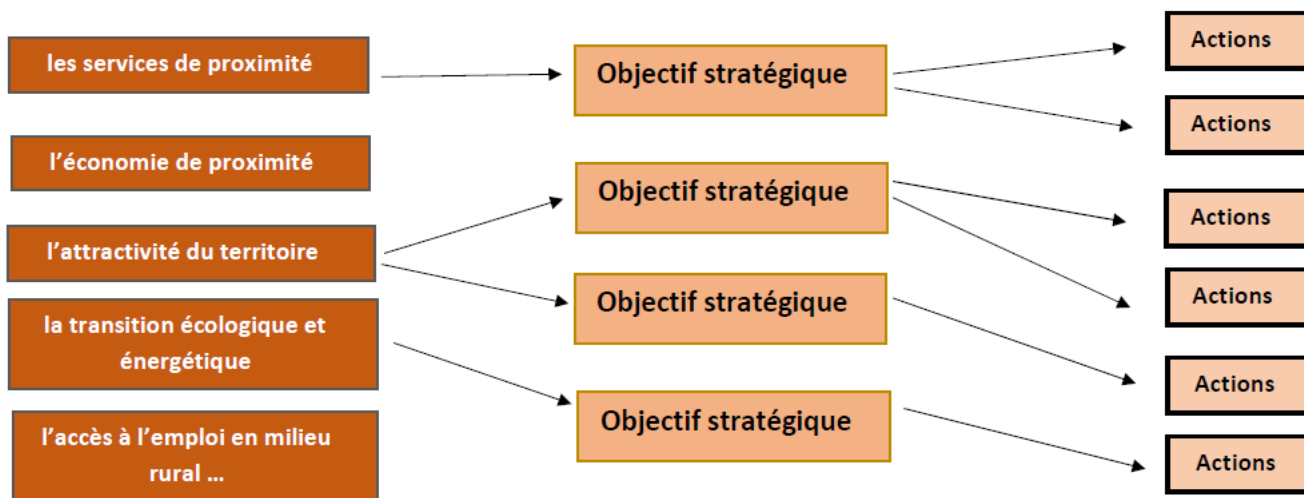 les services de proximité
l'économie de proximité
l'attractivité du territoire
la transition écologique et
énergétique
l'accès à l'emploi en milieu
rural ...
Objectif stratégique
Objectif stratégique
Objectif stratégique
Objectif stratégique
Actions
Actions
Actions
Actions
Actions
Actions